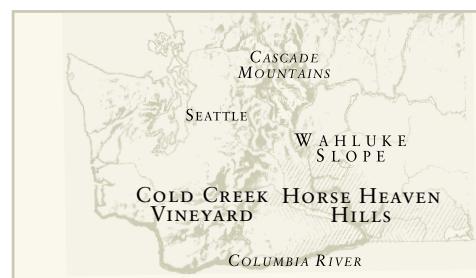 CASCADE
MOUNTAINS
SEATTLE
WAHLUKE
SLOPE
COLD CREEK
VINEYARD
HORSE HEAVEN
HILLS
COLUMBIA RIVER